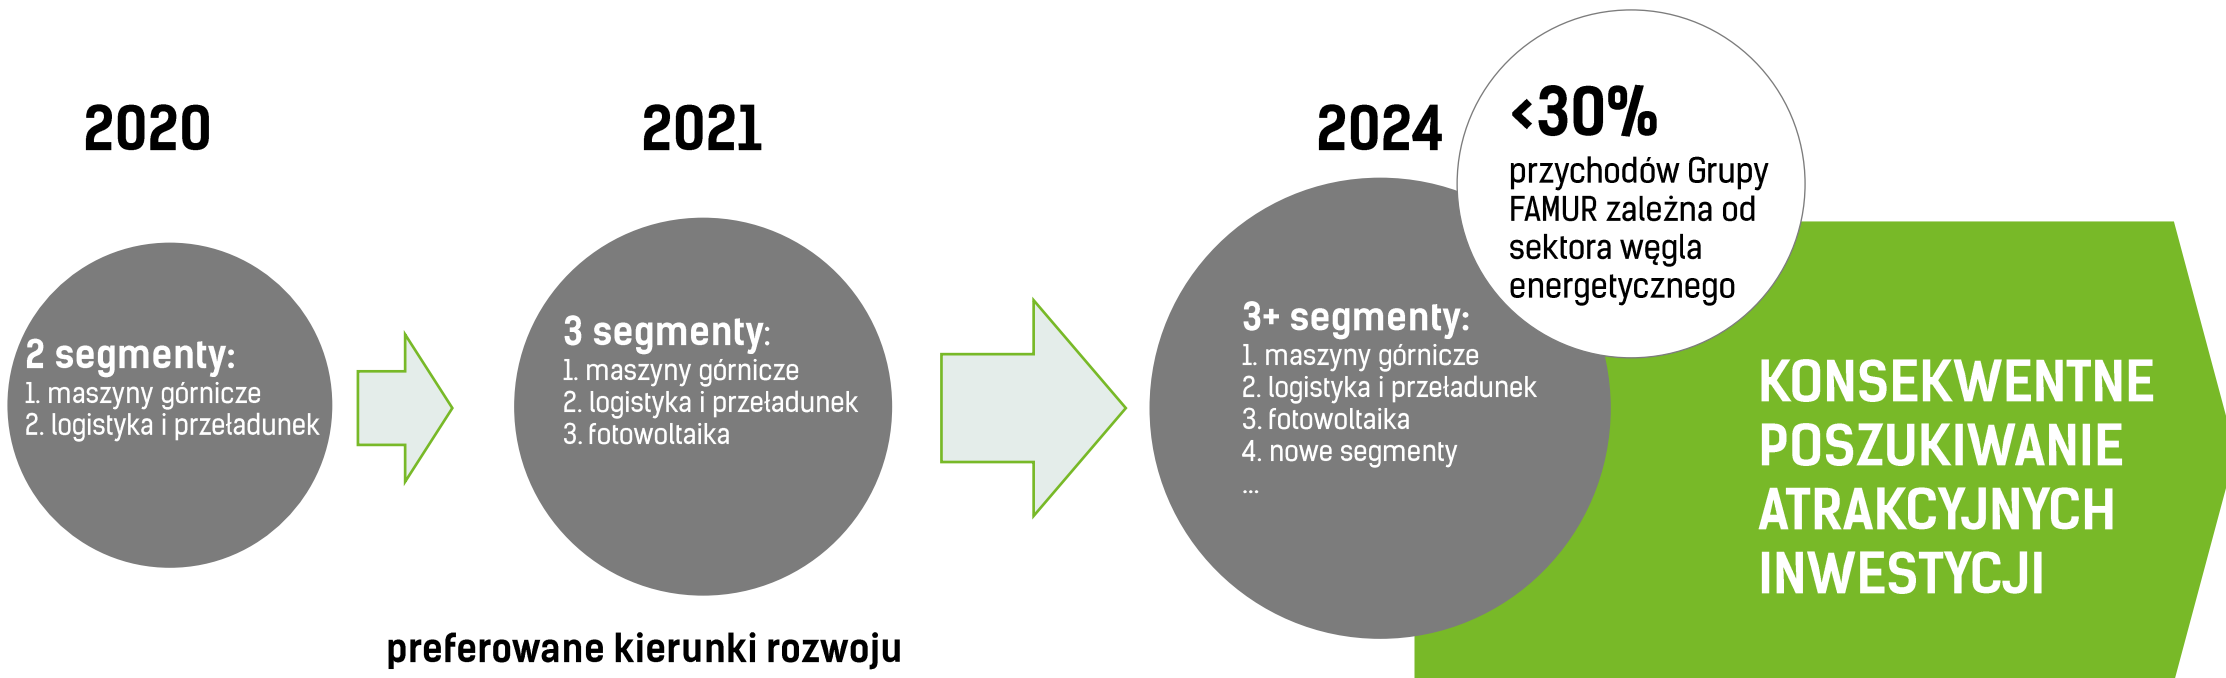 2020
2 segmenty:
1. maszyny górnicze
2. logistyka i przeładunek
2021
3 segmenty:
1. maszyny górnicze
2. logistyka i przeładunek
3. fotowoltaika
preferowane kierunki rozwoju
2024
3+ segmenty:
1. maszyny górnicze
2. logistyka i przeładunek
3. fotowoltaika
4. nowe segmenty
...
<30%
przychodów Grupy
FAMUR zależna od
sektora węgla
energetycznego
KONSEKWENTNE
POSZUKIWANIE
ATRAKCYJNYCH
INWESTYCJI